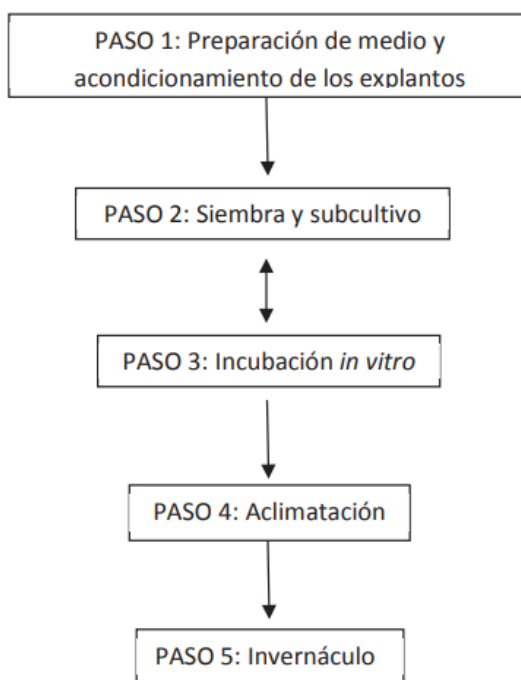 PASO 1: Preparación de medio y
acondicionamiento de los explantos
PASO 2: Siembra y subcultivo
PASO 3: Incubación in vitro
PASO 4: Aclimatación
PASO 5: Invernáculo